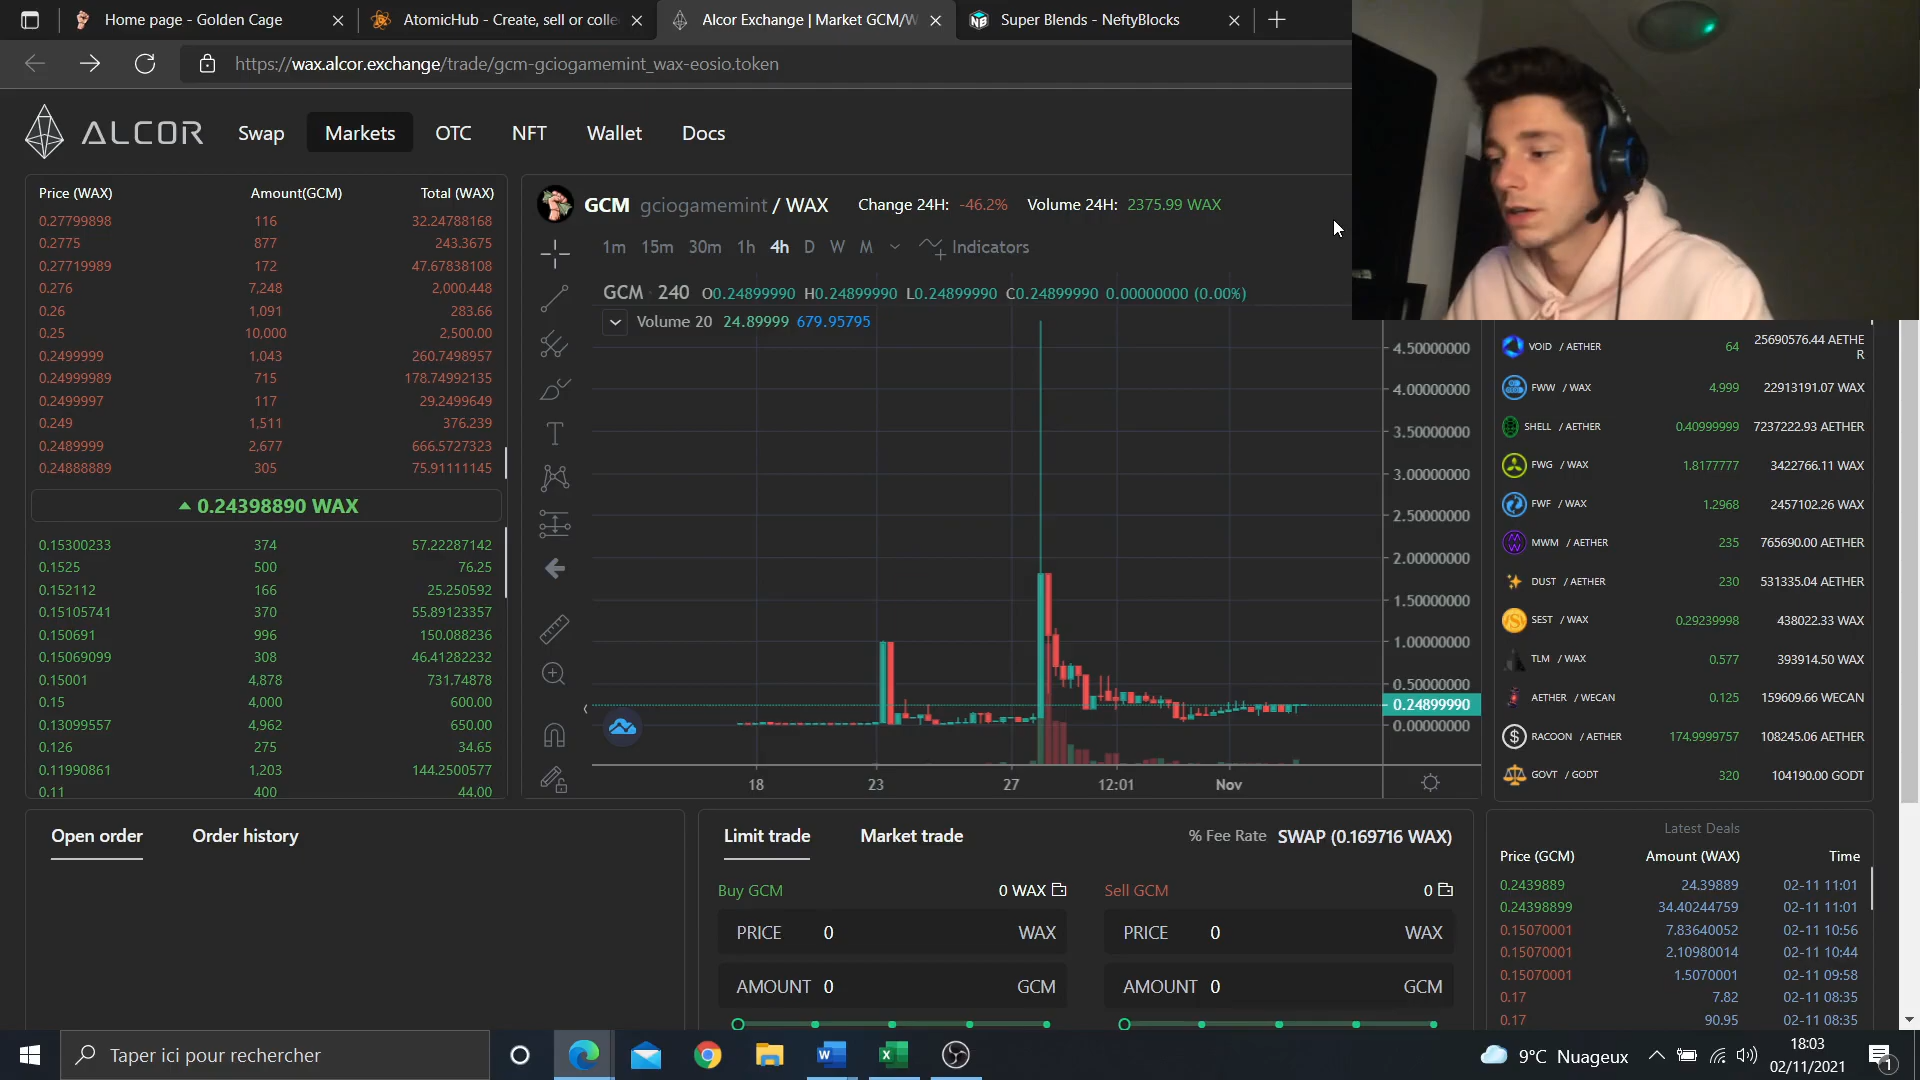 Home page - Golden Cage
AtomicHub - Create, sell or colle
Alcor Exchange | Market GCM/W
Super Blends - NeftyBlocks
https://wax.alcor.exchange/trade/gcm-gciogamemint_wax-eosio.token
ALCOR
Swap
Markets
OTC
NFT
Wallet
Docs
Price (WAX) Amount(GCM) Total (WAX)
0.27799898 116 32.24788168
0.2775 877 243.3675
0.27719989 172 47.67838108
0.276 7,248 2,000.448
0.26 1,091 283.66
0.25 10,000 2,500.00
0.2499999 1,043 260.7498957
0.24999989 715 178.74992135
0.2499997 117 29.2499649
0.249 1,511 376.239
0.2489999 2,677 666.5727323
0.24888889 305 75.91111145
0.24398890 WAX
0.15300233 374 57.22287142
0.1525 500 76.25
0.152112 166 25.250592
0.15105741 370 55.89123357
0.150691 996 150.088236
0.15069099 308 46.41282232
0.15001 4,878 731.74878
0.15 4,000 600.00
0.13099557 4,962 650.00
0.126 275 34.65
0.11990861 1,203 144.2500577
0.11 400 44.00
GCM gciogamemint / WAX Change 24H: -46.2% Volume 24H: 2375.99 WAX
1m 15m 30m 1h 4h D W M Indicators
GCM · 240 O0.24899990 H0.24899990 L0.24899990 C0.24899990 0.00000000 (0.00%)
Volume 20 24.89999 679.95795
4.50000000
4.00000000
3.50000000
3.00000000
2.50000000
2.00000000
1.50000000
1.00000000
0.50000000
0.24899990
0.00000000
18 23 27 12:01 Nov
VOID / AETHER 64 25690576.44 AETHE
R
FWW / WAX 4.999 22913191.07 WAX
SHELL / AETHER 0.40999999 7237222.93 AETHER
FWG / WAX 1.8177777 3422766.11 WAX
FWF / WAX 1.2968 2457102.26 WAX
MWM / AETHER 235 765690.00 AETHER
DUST / AETHER 230 531335.04 AETHER
SEST / WAX 0.29239998 438022.33 WAX
TLM / WAX 0.577 393914.50 WAX
AETHER / WECAN 0.125 159609.66 WECAN
RACOON / AETHER 174.9999757 108245.06 AETHER
GOVT / GODT 320 104190.00 GODT
Open order Order history
Limit trade Market trade % Fee Rate SWAP (0.169716 WAX)
Buy GCM 0 WAX Sell GCM 0
PRICE 0 WAX PRICE 0 WAX
AMOUNT 0 GCM AMOUNT 0 GCM
Latest Deals
Price (GCM) Amount (WAX) Time
0.2439889 24.39889 02-11 11:01
0.24398899 34.40244759 02-11 11:01
0.15070001 7.83640052 02-11 10:56
0.15070001 2.10980014 02-11 10:44
0.15070001 1.5070001 02-11 09:58
0.17 7.82 02-11 08:35
0.17 90.95 02-11 08:35
Taper ici pour rechercher
9°C Nuageux
18:03
02/11/2021
1